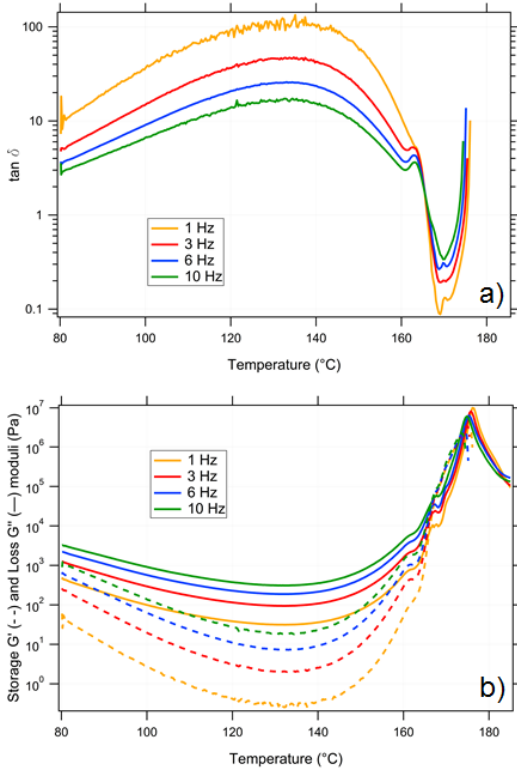 100
10
1
0.1
tan δ
1 Hz
3 Hz
6 Hz
10 Hz
a)
80 100 120 140 160 180
Temperature (°C)
10^7
10^6
10^5
10^4
10^3
10^2
10^1
10^0
Storage G' (- -) and Loss G" (—) moduli (Pa)
1 Hz
3 Hz
6 Hz
10 Hz
b)
80 100 120 140 160 180
Temperature (°C)